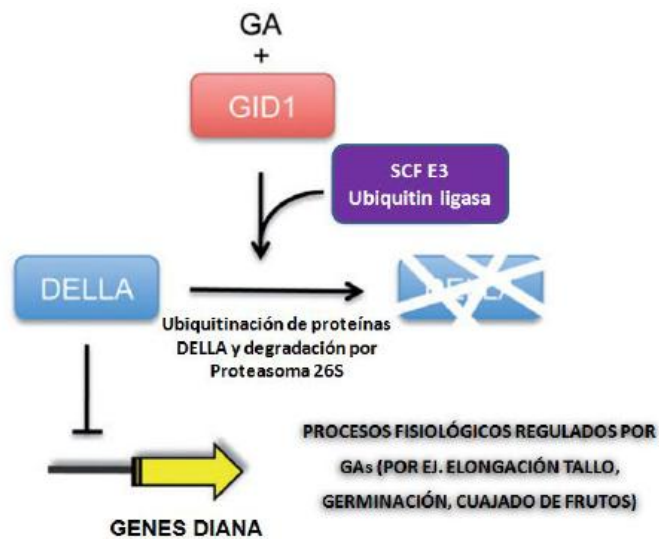 GA
+
GID1
SCF E3
Ubiquitin ligasa
DELLA
Ubiquitinación de proteínas
DELLA y degradación por
Proteasoma 26S
PROCESOS FISIOLÓGICOS REGULADOS POR
GAs (POR EJ. ELONGACIÓN TALLO,
GERMINACIÓN, CUAJADO DE FRUTOS)
GENES DIANA